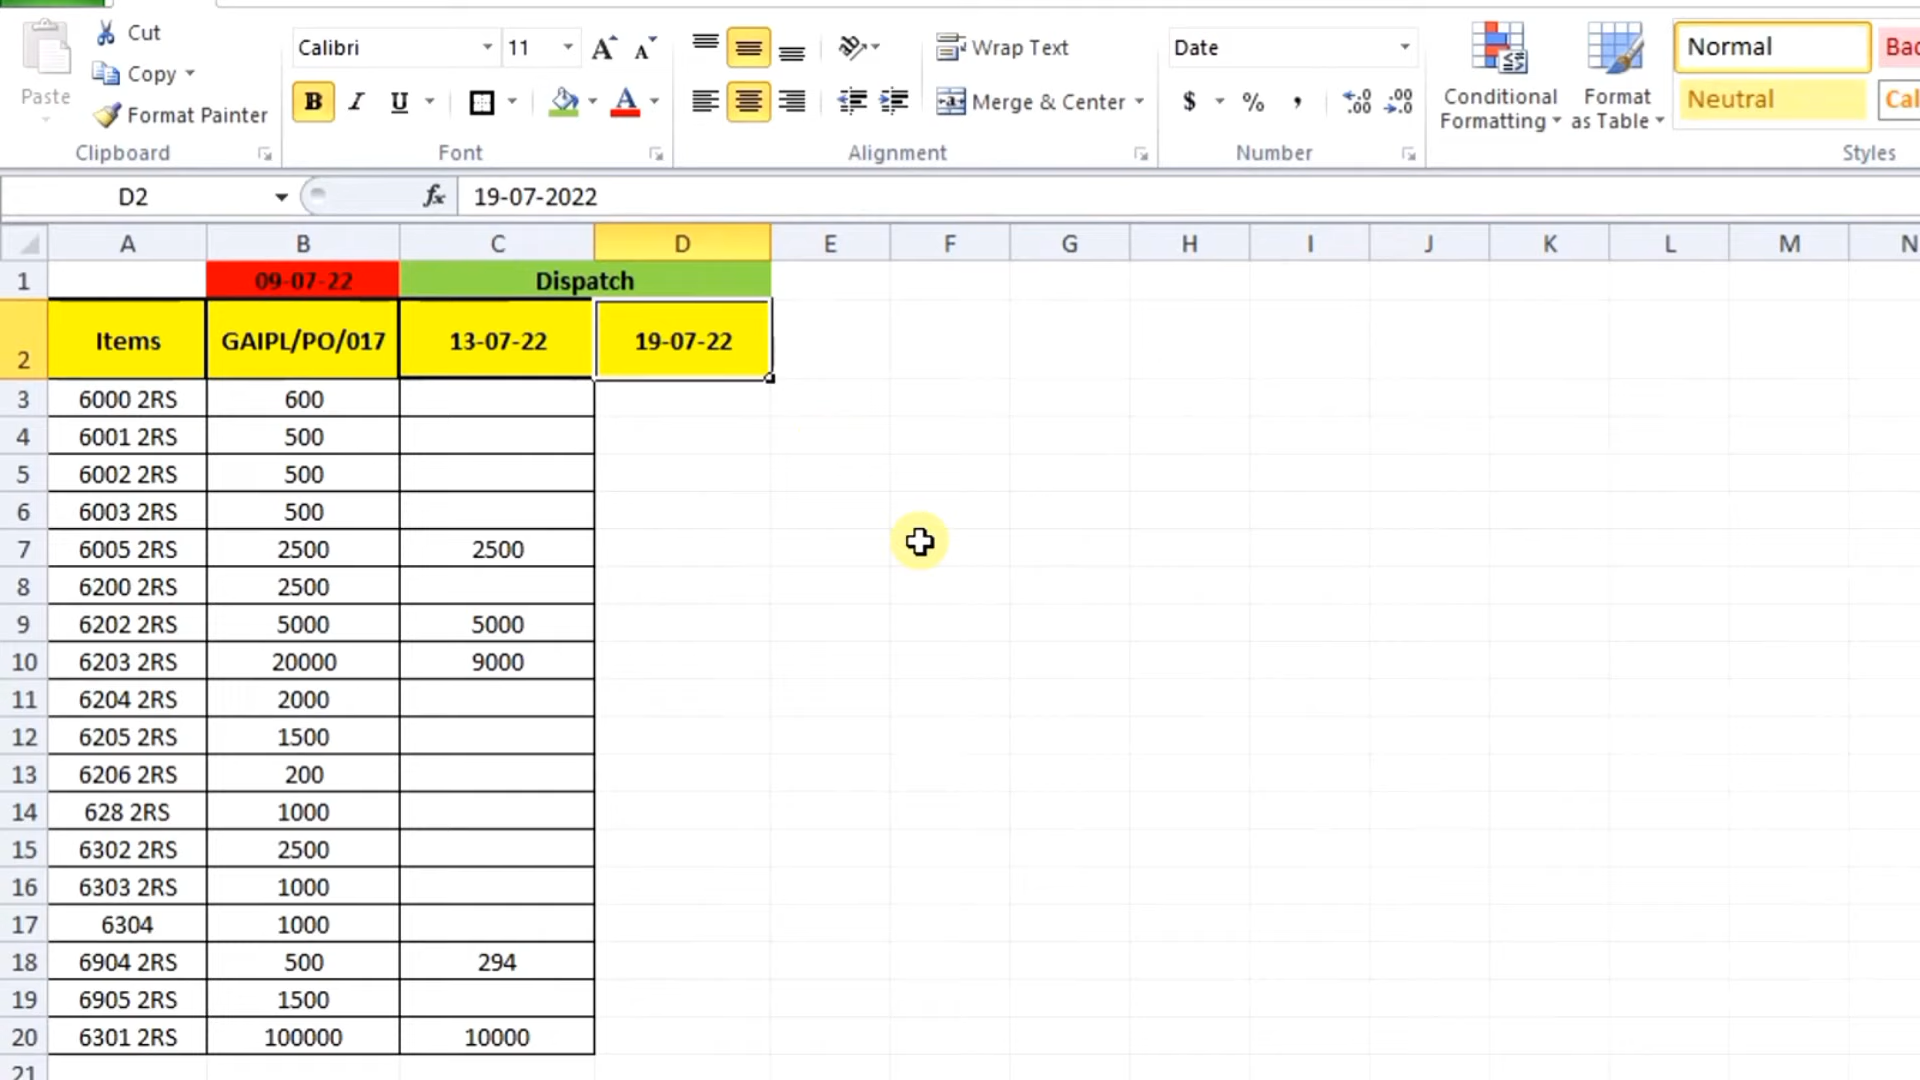 Cut
Copy
Format Painter
Paste
Clipboard
Calibri 11 A A
B I U A
Font
Wrap Text
Merge & Center
Alignment
Date
$ % , .00 .0
Number
Conditional Formatting
Format as Table
Normal
Neutral
Styles
D2 fx 19-07-2022
A B C D E F G H I J K L M N
1 09-07-22 Dispatch
2 Items GAIPL/PO/017 13-07-22 19-07-22
3 6000 2RS 600
4 6001 2RS 500
5 6002 2RS 500
6 6003 2RS 500
7 6005 2RS 2500 2500
8 6200 2RS 2500
9 6202 2RS 5000 5000
10 6203 2RS 20000 9000
11 6204 2RS 2000
12 6205 2RS 1500
13 6206 2RS 200
14 628 2RS 1000
15 6302 2RS 2500
16 6303 2RS 1000
17 6304 1000
18 6904 2RS 500 294
19 6905 2RS 1500
20 6301 2RS 100000 10000
21